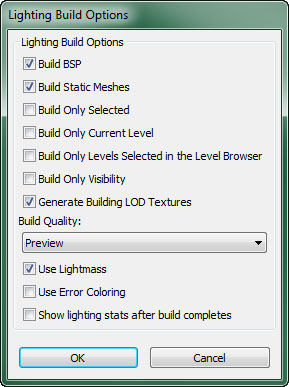 Lighting Build Options
Lighting Build Options
Build BSP
Build Static Meshes
Build Only Selected
Build Only Current Level
Build Only Levels Selected in the Level Browser
Build Only Visibility
Generate Building LOD Textures
Build Quality:
Preview
Use Lightmass
Use Error Coloring
Show lighting stats after build completes
OK
Cancel